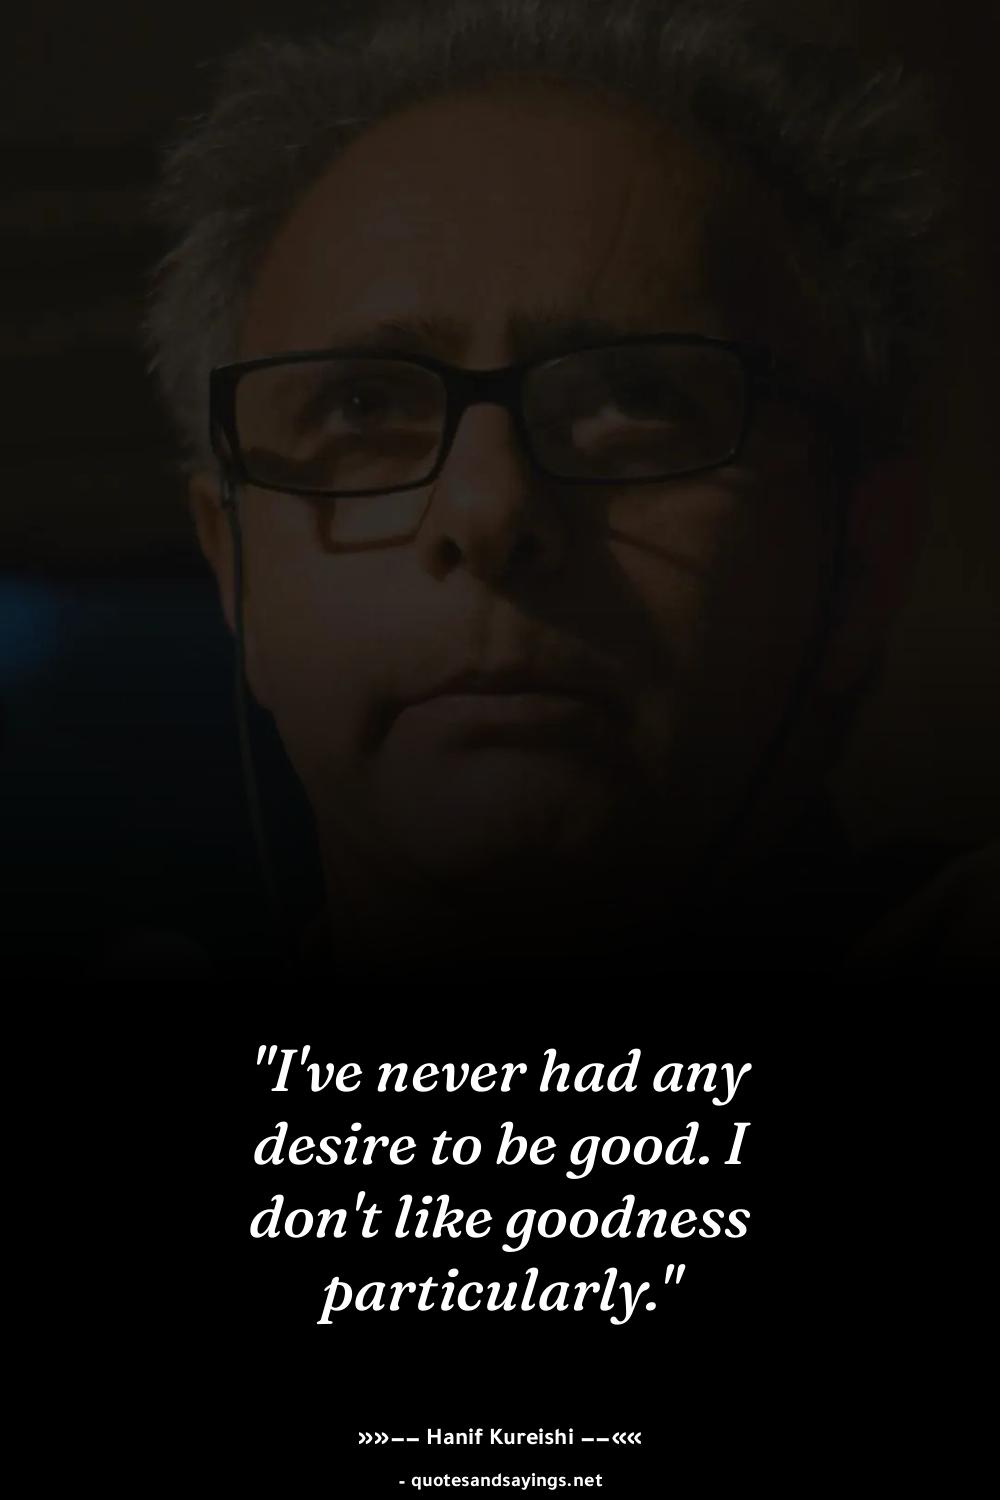 "I've never had any
desire to be good. I
don't like goodness
particularly."
»»−− Hanif Kureishi −−««
- quotesandsayings.net